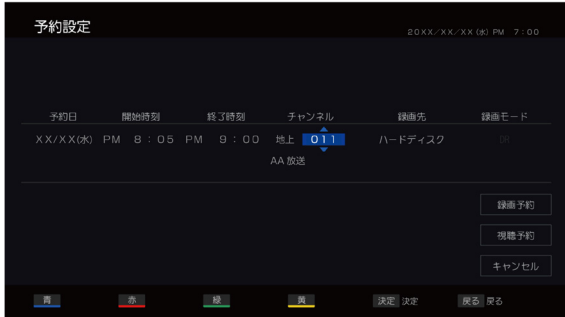 予約設定
20XX/XX/XX (水) PM 7:00
予約日 開始時刻 終了時刻 チャンネル 録画先 録画モード
XX/XX(水) PM 8:05 PM 9:00 地上 011 ハードディスク DR
AA 放送
録画予約
視聴予約
キャンセル
青 赤 緑 黄 決定 決定 戻る 戻る